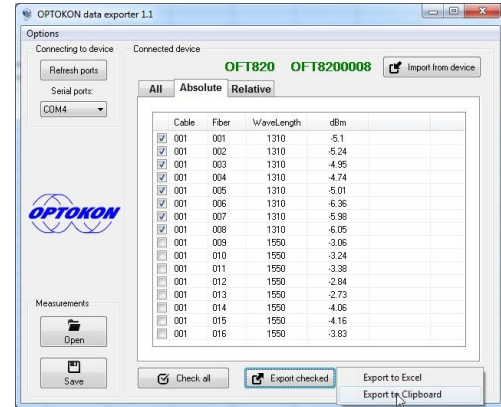 OPTOKON data exporter 1.1
Options
Connecting to device
Refresh ports
Serial ports:
COM4
OPTOKON
Measurements
Open
Save
Connected device
OFT820 OFT8200008
Import from device
All Absolute Relative
Cable Fiber WaveLength dBm
001 001 1310 -5.1
001 002 1310 -5.24
001 003 1310 -4.95
001 004 1310 -4.74
001 005 1310 -5.01
001 006 1310 -6.36
001 007 1310 -5.98
001 008 1310 -6.05
001 009 1550 -3.06
001 010 1550 -3.24
001 011 1550 -3.38
001 012 1550 -2.84
001 013 1550 -2.73
001 014 1550 -4.06
001 015 1550 -4.16
001 016 1550 -3.83
Check all
Export checked
Export to Excel
Export to Clipboard